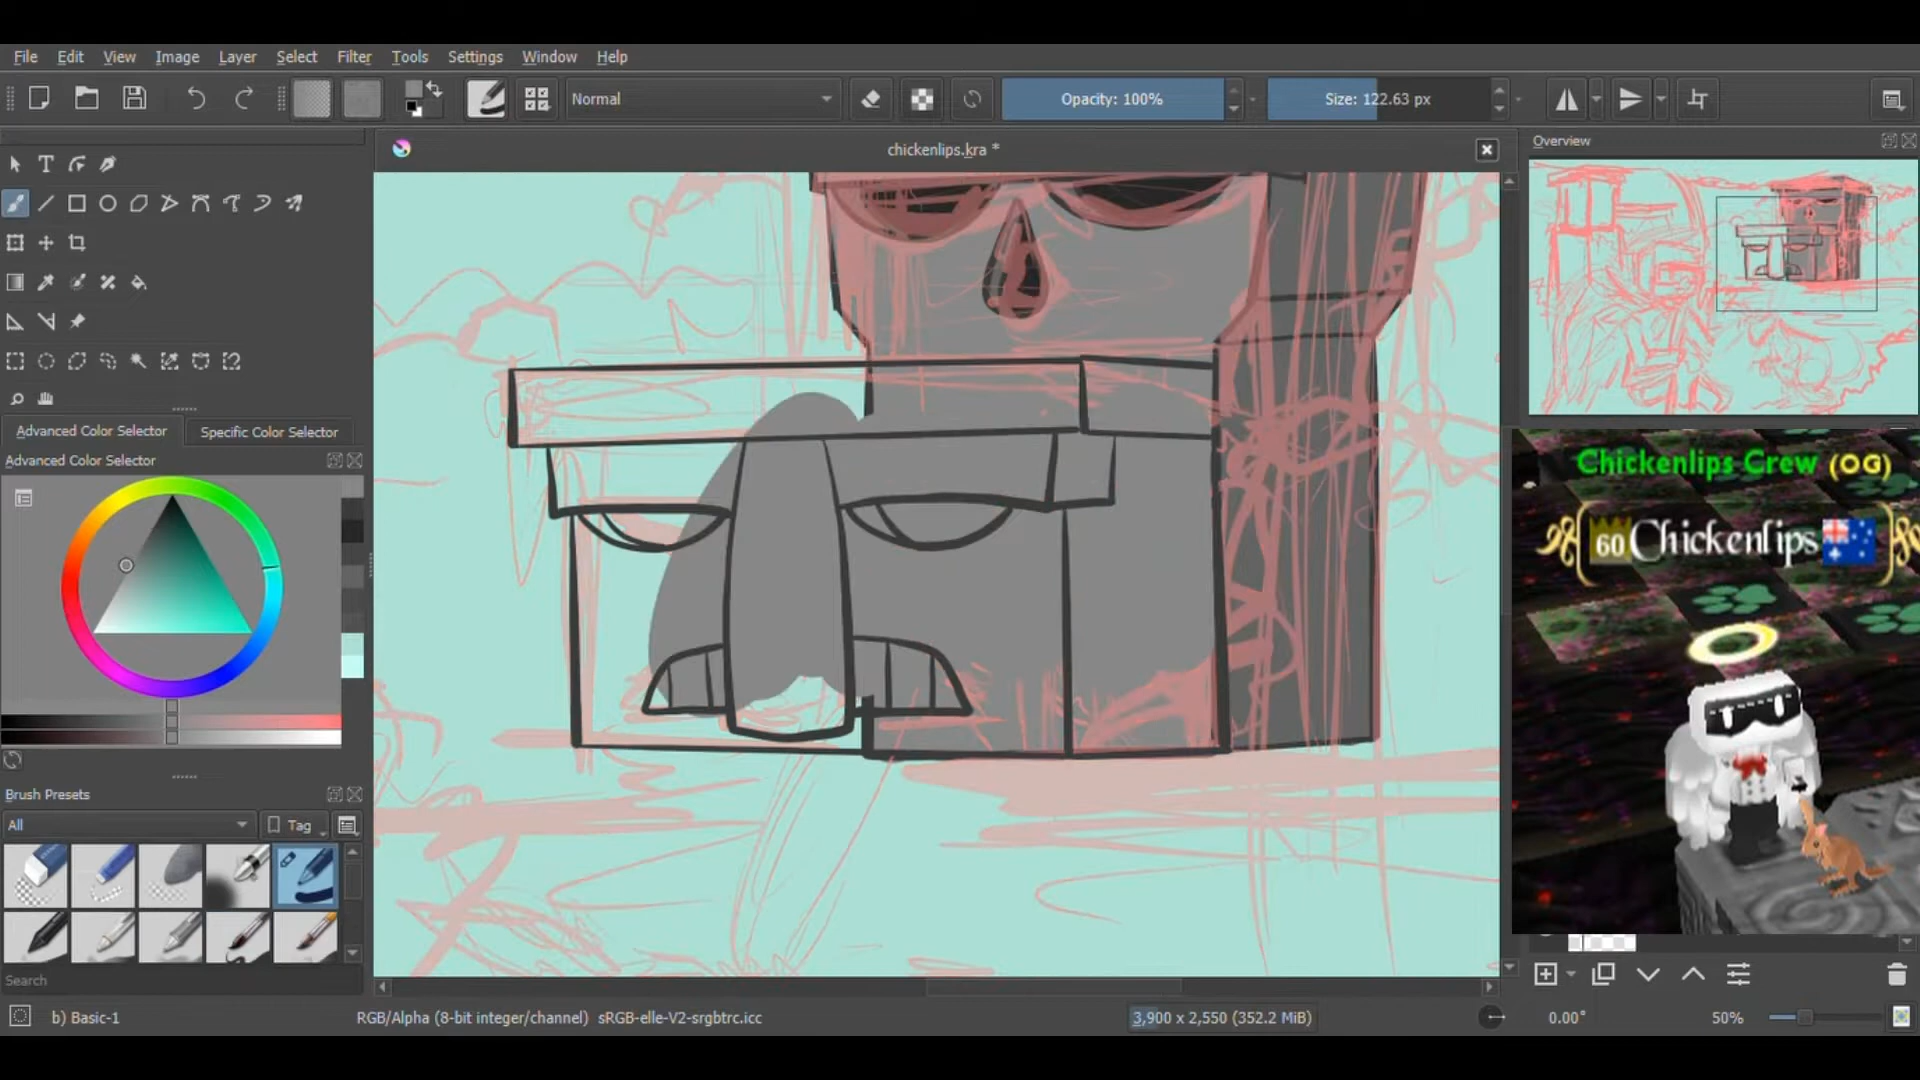 File Edit View Image Layer Select Filter Tools Settings Window Help
Normal
Opacity: 100%
Size: 122.63 px
chickenlips.kra *
Overview
Advanced Color Selector
Specific Color Selector
Advanced Color Selector
Chickenlips Crew (OG)
60 Chickenlips
Brush Presets
All
Tag
Search
b) Basic-1
RGB/Alpha (8-bit integer/channel) sRGB-elle-V2-srgbtrc.icc
3,900 x 2,550 (352.2 MiB)
0.00°
50%